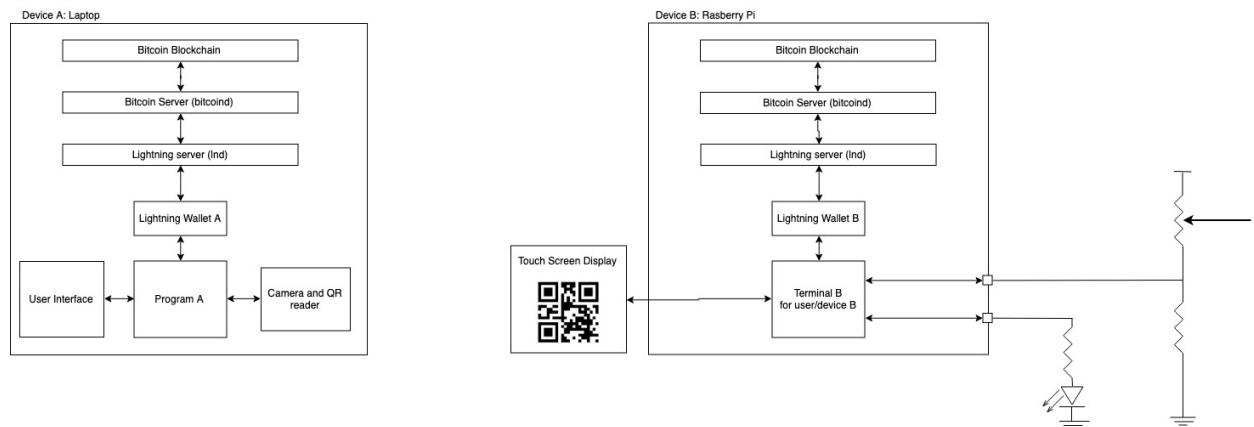 Device A: Laptop
Bitcoin Blockchain
Bitcoin Server (bitcoind)
Lightning server (lnd)
Lightning Wallet A
User Interface
Program A
Camera and QR
reader
Device B: Rasberry Pi
Bitcoin Blockchain
Bitcoin Server (bitcoind)
Lightning server (lnd)
Lightning Wallet B
Touch Screen Display
Terminal B
for user/device B